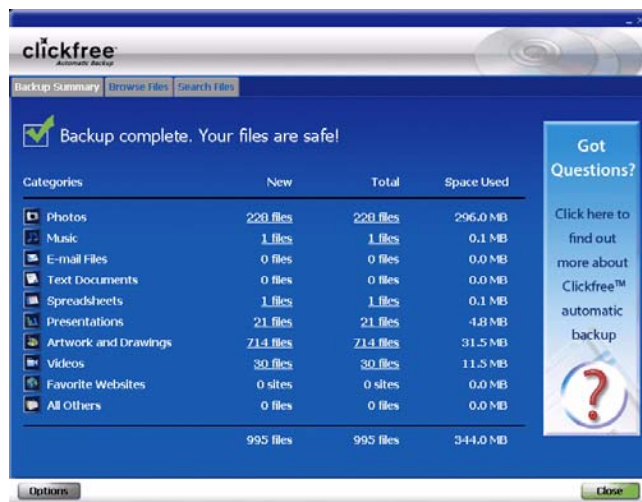 clickfree
Automatic Backup
Backup Summary Browse Files Search Files
Backup complete. Your files are safe!
Categories New Total Space Used
Photos 228 files 228 files 296.0 MB
Music 1 files 1 files 0.1 MB
E-mail Files 0 files 0 files 0.0 MB
Text Documents 0 files 0 files 0.0 MB
Spreadsheets 1 files 1 files 0.1 MB
Presentations 21 files 21 files 4.8 MB
Artwork and Drawings 714 files 714 files 31.5 MB
Videos 30 files 30 files 11.5 MB
Favorite Websites 0 sites 0 sites 0.0 MB
All Others 0 files 0 files 0.0 MB
995 files 995 files 344.0 MB
Got
Questions?
Click here to
find out
more about
Clickfree™
automatic
backup
?
Options Close